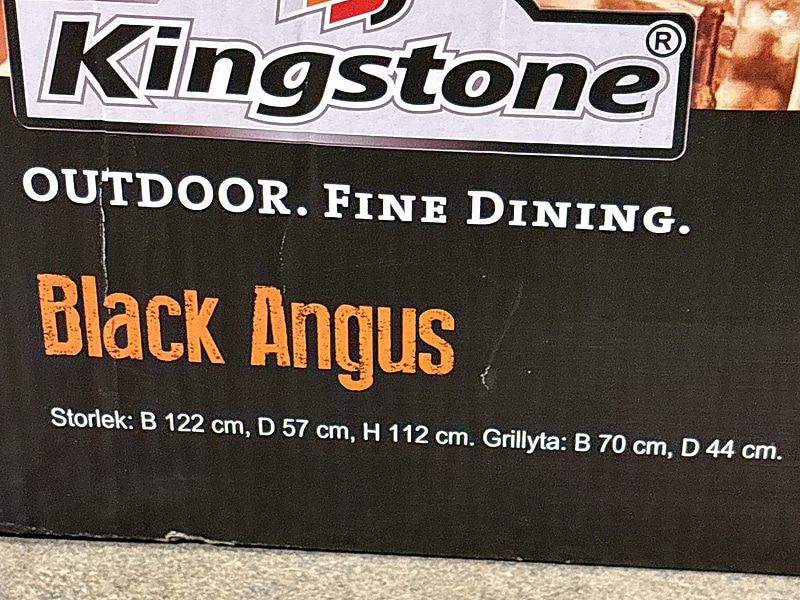 Kingstone®
OUTDOOR. FINE DINING.
Black Angus
Storlek: B 122 cm, D 57 cm, H 112 cm. Grillyta: B 70 cm, D 44 cm.